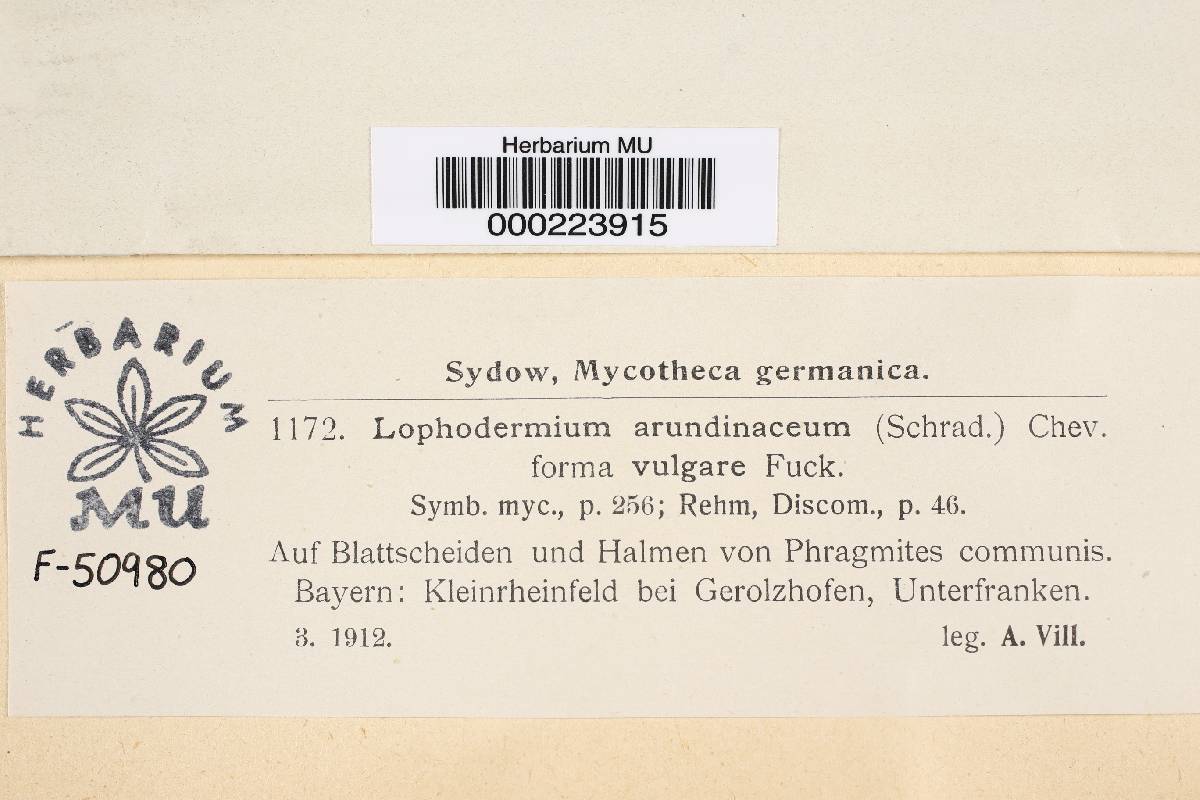 Herbarium MU
000223915
HERBARIUM
MU
F-50980
Sydow, Mycotheca germanica.
1172. Lophodermium arundinaceum (Schrad.) Chev.
forma vulgare Fuck.
Symb. myc., p. 256; Rehm, Discom., p. 46.
Auf Blattscheiden und Halmen von Phragmites communis.
Bayern: Kleinrheinfeld bei Gerolzhofen, Unterfranken.
3. 1912. leg. A. Vill.